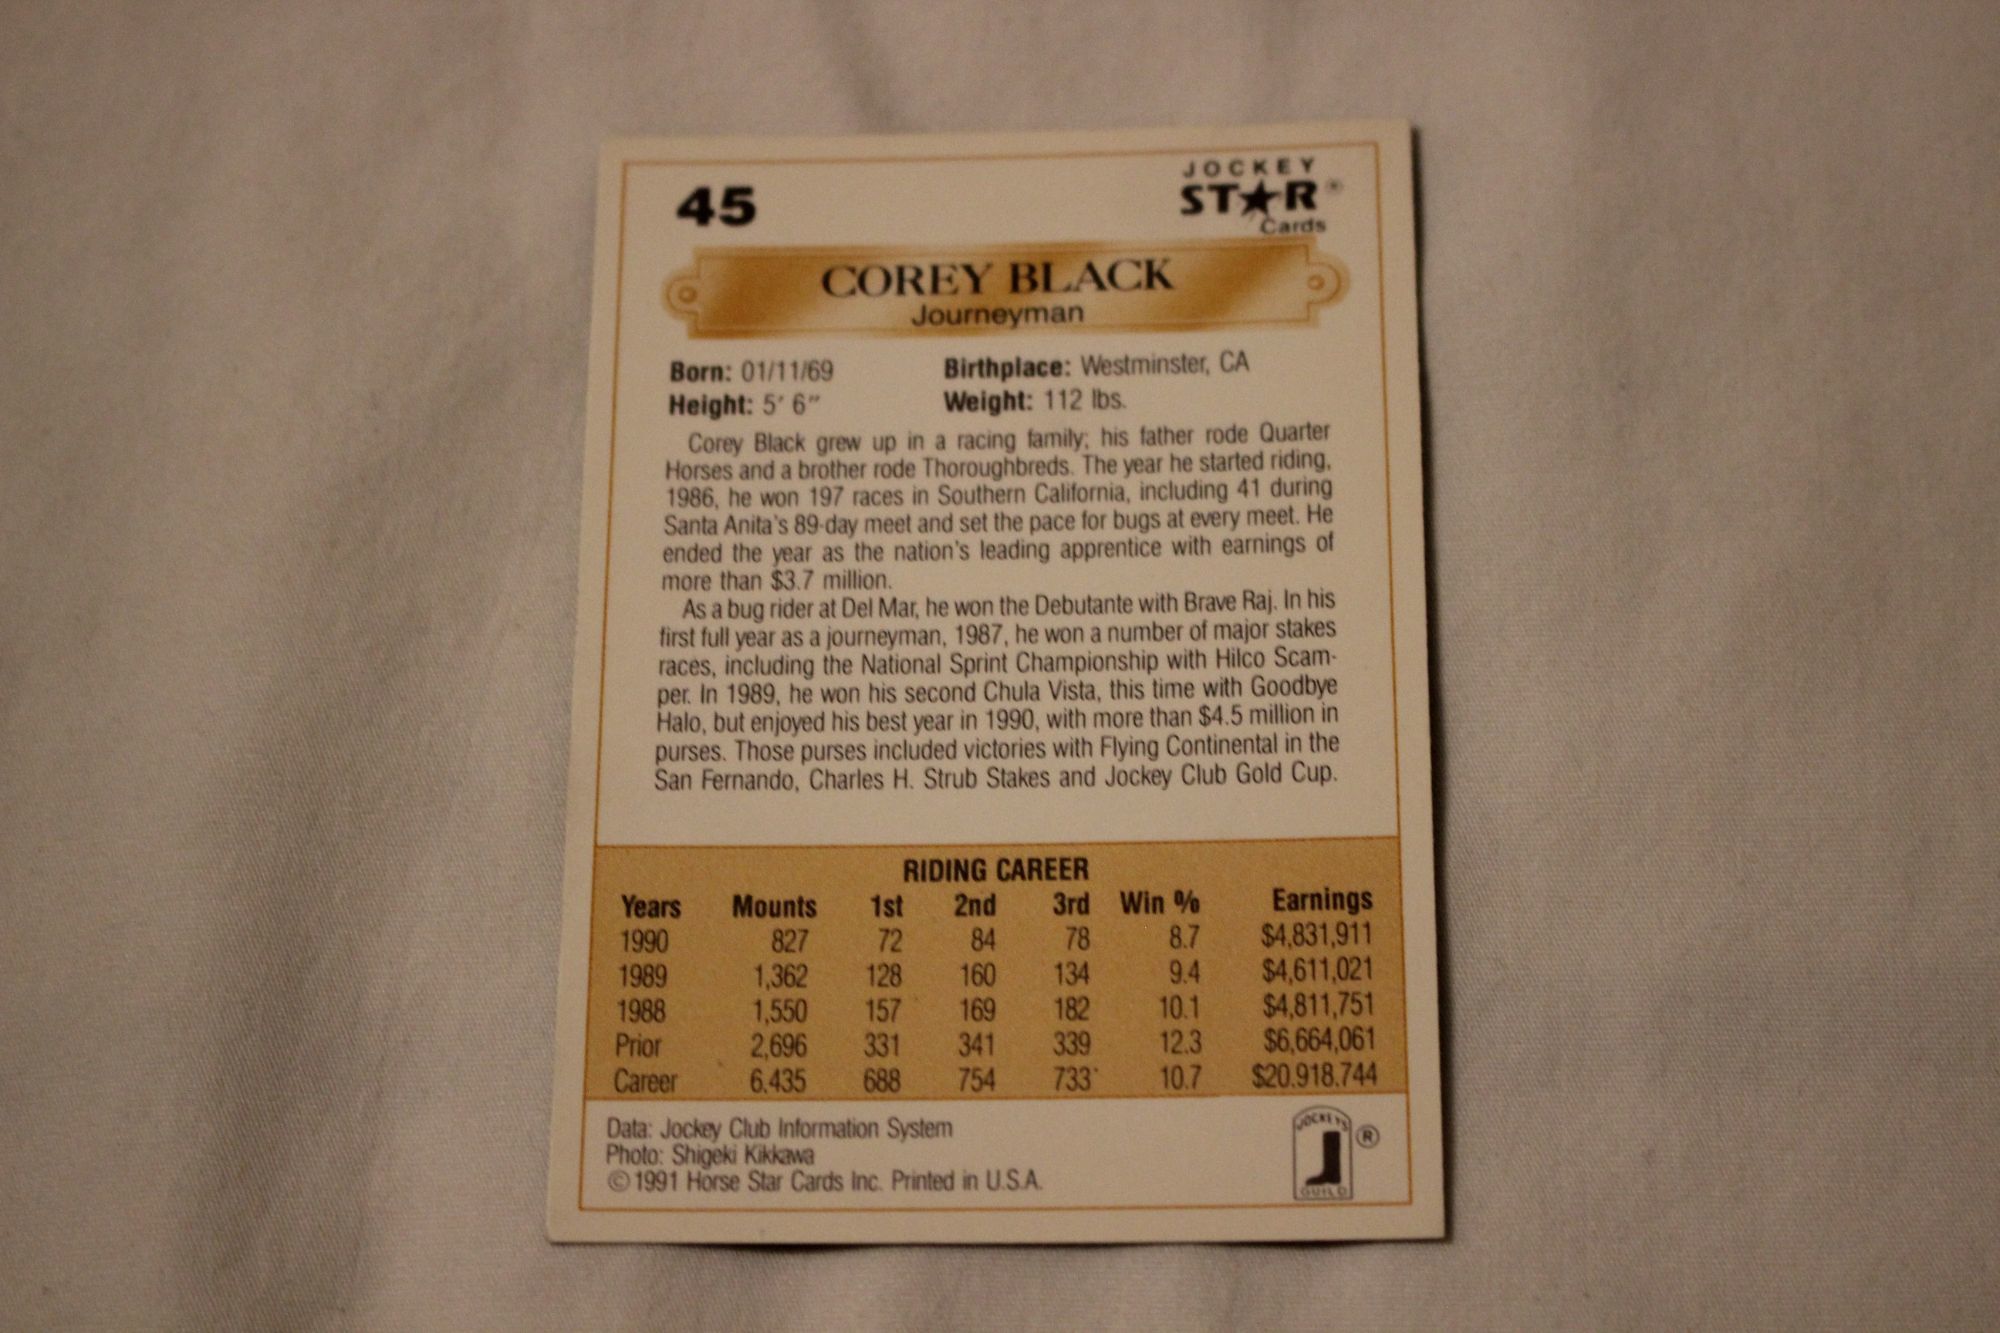 45
JOCKEY
STAR®
Cards
COREY BLACK
Journeyman
Born: 01/11/69 Birthplace: Westminster, CA
Height: 5' 6" Weight: 112 lbs.
Corey Black grew up in a racing family; his father rode Quarter
Horses and a brother rode Thoroughbreds. The year he started riding,
1986, he won 197 races in Southern California, including 41 during
Santa Anita's 89-day meet and set the pace for bugs at every meet. He
ended the year as the nation's leading apprentice with earnings of
more than $3.7 million.
As a bug rider at Del Mar, he won the Debutante with Brave Raj. In his
first full year as a journeyman, 1987, he won a number of major stakes
races, including the National Sprint Championship with Hilco Scam-
per. In 1989, he won his second Chula Vista, this time with Goodbye
Halo, but enjoyed his best year in 1990, with more than $4.5 million in
purses. Those purses included victories with Flying Continental in the
San Fernando, Charles H. Strub Stakes and Jockey Club Gold Cup.
RIDING CAREER
Years Mounts 1st 2nd 3rd Win % Earnings
1990 827 72 84 78 8.7 $4,831,911
1989 1,362 128 160 134 9.4 $4,611,021
1988 1,550 157 169 182 10.1 $4,811,751
Prior 2,696 331 341 339 12.3 $6,664,061
Career 6,435 688 754 733 10.7 $20,918,744
Data: Jockey Club Information System
Photo: Shigeki Kikkawa
©1991 Horse Star Cards Inc. Printed in U.S.A.
JOCKEYS
GUILD
®